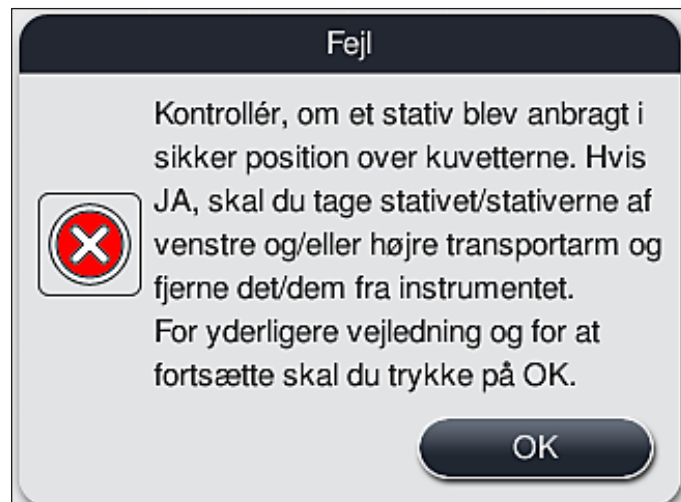 Fejl
Kontrollér, om et stativ blev anbragt i
sikker position over kuvetterne. Hvis
JA, skal du tage stativet/stativerne af
venstre og/eller højre transportarm og
fjerne det/dem fra instrumentet.
For yderligere vejledning og for at
fortsætte skal du trykke på OK.
OK